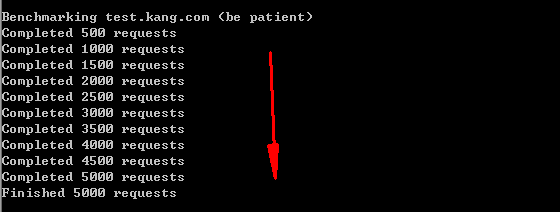 Benchmarking test.kang.com (be patient)
Completed 500 requests
Completed 1000 requests
Completed 1500 requests
Completed 2000 requests
Completed 2500 requests
Completed 3000 requests
Completed 3500 requests
Completed 4000 requests
Completed 4500 requests
Completed 5000 requests
Finished 5000 requests